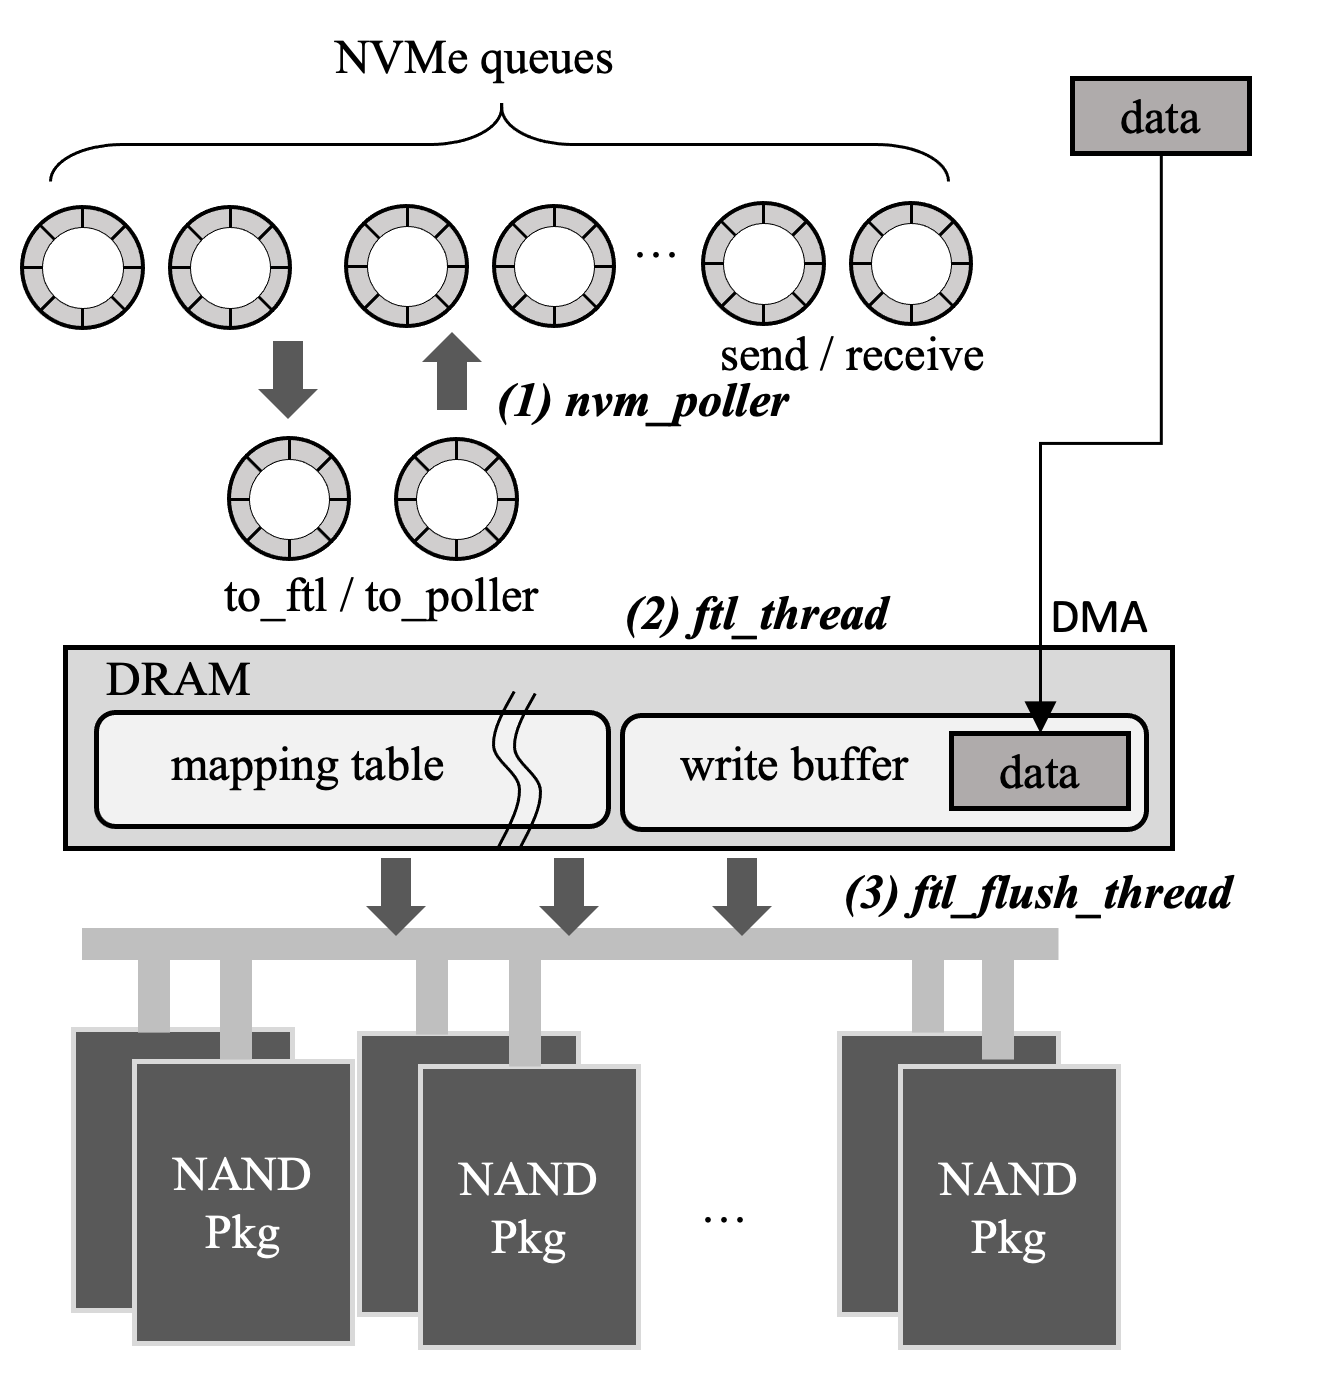 NVMe queues
data
...
send / receive
(1) nvm_poller
to_ftl / to_poller
(2) ftl_thread
DMA
DRAM
mapping table
write buffer
data
(3) ftl_flush_thread
NAND
Pkg
NAND
Pkg
...
NAND
Pkg